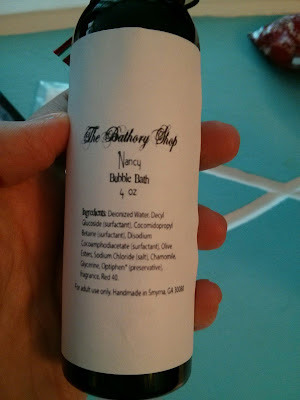 The Bathory Shop
Nancy
Bubble Bath
4 oz
Ingredients: Deionized Water, Decyl
Glucoside (surfactant), Cocomidopropyl
Betaine (surfactant), Disodium
Cocoamphodiacetate (surfactant), Olive
Esters, Sodium Chloride (salt), Chamomile,
Glycerine, Optiphen* (preservative),
Fragrance, Red 40.
For adult use only. Handmade in Smyrna, GA 30080